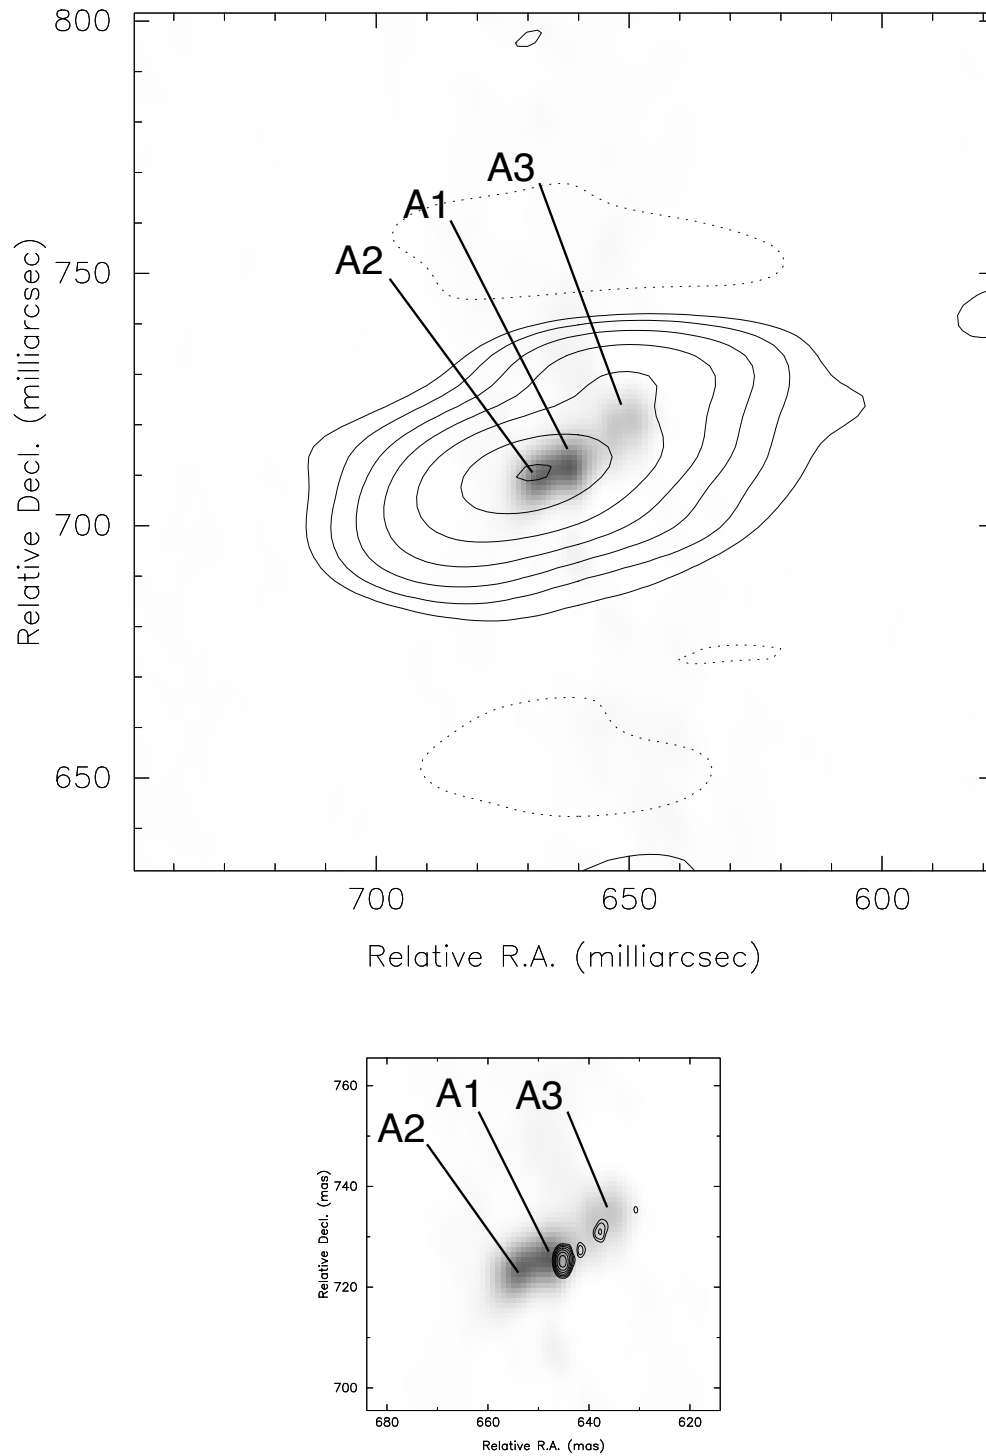 800
A3
A1
A2
750
700
650
Relative Decl. (milliarcsec)
700 650 600
Relative R.A. (milliarcsec)
760
A1 A3
A2
740
720
700
Relative Decl. (mas)
680 660 640 620
Relative R.A. (mas)